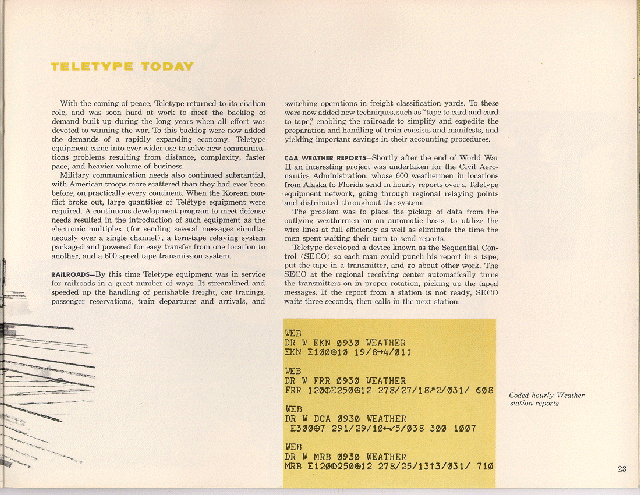 TELETYPE TODAY
With the coming of peace, Teletype returned to its civilian
role, and was soon hard at work to meet the backlog of
demand built up during the long years when all effort was
devoted to winning the war. To this backlog were now added
the demands of a rapidly expanding economy. Teletype
equipment came into ever wider use to solve new communica-
tions problems resulting from distance, complexity, faster
pace, and heavier volume of business.
Military communication needs also continued substantial,
with American troops more scattered than they had ever been
before, on practically every continent. When the Korean con-
flict broke out, large quantities of Teletype equipment were
required. A continuous development program to meet defense
needs resulted in the introduction of such equipment as the
electronic multiplex (for sending several messages simulta-
neously over a single channel), a torn-tape relaying system
packaged and powered for easy transfer from one location to
another, and a 600 speed tape transmission system.
RAILROADS—By this time Teletype equipment was in service
for railroads in a great number of ways. It streamlined and
speeded up the handling of perishable freight, car tracings,
passenger reservations, train departures and arrivals, and
switching operations in freight classification yards. To these
were now added new techniques, such as "tape to card and card
to tape," enabling the railroads to simplify and expedite the
preparation and handling of train consists and manifests, and
yielding important savings in their accounting procedures.
CAA WEATHER REPORTS—Shortly after the end of World War
II an interesting project was undertaken for the Civil Aero-
nautics Administration, whose 600 weathermen in locations
from Alaska to Florida send in hourly reports over a Teletype
equipment network, going through regional relaying points
and distributed throughout the system.
The problem was to place the pickup of data from the
outlying weathermen on an automatic basis, to utilize the
wire lines at full efficiency as well as eliminate the time the
men spent waiting their turn to send reports.
Teletype developed a device known as the Sequential Con-
trol (SECO) so each man could punch his report in a tape,
put the tape in a transmitter, and go about other work. The
SECO at the regional receiving center automatically turns
the transmitters on in proper rotation, picking up the taped
messages. If the report from a station is not ready, SECO
waits three seconds, then calls in the next station.
WEB
DR W EKN 0930 WEATHER
EKN E100⊕10 15/8→4/011
WEB
DR W FRR 0930 WEATHER
FRR 120⊕E250⊕12 278/27/18↗2/031/ 608
WEB
DR W DCA 0930 WEATHER
E300⊕7 291/29/10←↙5/038 300 1007
WEB
DR W MRB 0930 WEATHER
MRB E120⊕250⊕12 278/25/13↑3/031/ 710
Coded hourly Weather
station reports
23